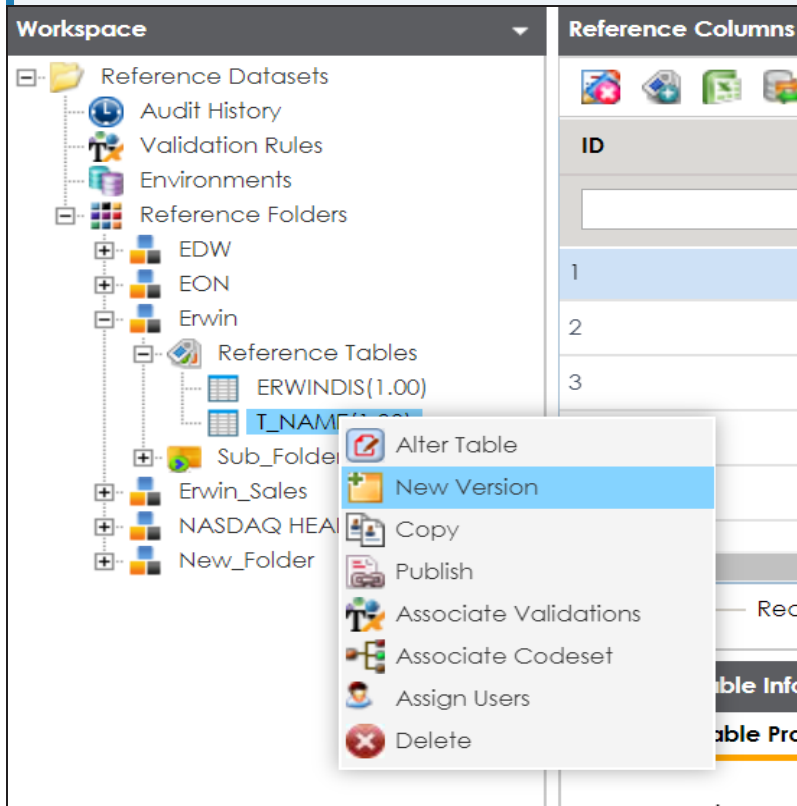 Workspace
Reference Datasets
Audit History
Validation Rules
Environments
Reference Folders
EDW
EON
Erwin
Reference Tables
ERWINDIS(1.00)
Erwin_Sales
NASDAQ
New_Folder
Alter Table
New Version
Copy
Publish
Associate Validations
Associate Codeset
Assign Users
Delete
Reference Columns
ID
1
2
3